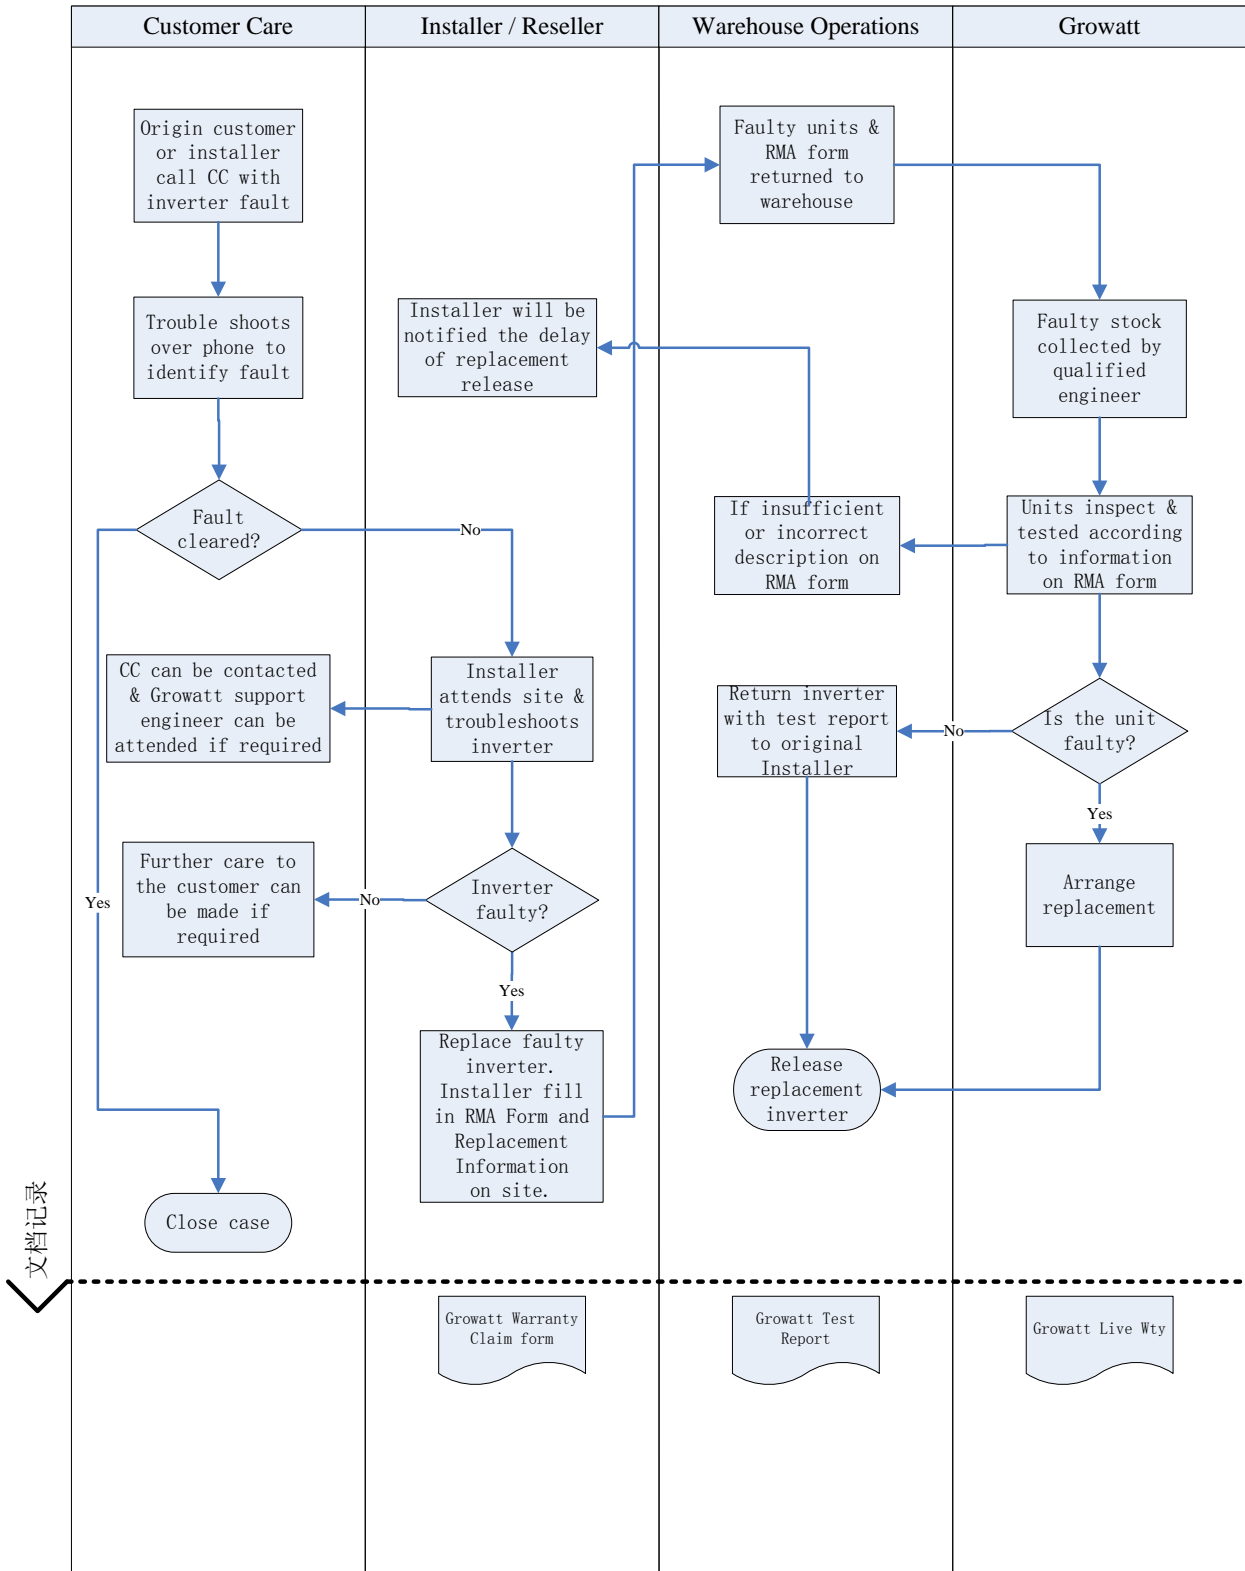 Customer Care
Installer / Reseller
Warehouse Operations
Growatt
Origin customer
or installer
call CC with
inverter fault
Trouble shoots
over phone to
identify fault
Fault
cleared?
No
Yes
CC can be contacted
& Growatt support
engineer can be
attended if required
Further care to
the customer can
be made if
required
Close case
Installer will be
notified the delay
of replacement
release
Installer
attends site &
troubleshoots
inverter
Inverter
faulty?
No
Yes
Replace faulty
inverter.
Installer fill
in RMA Form and
Replacement
Information
on site.
Faulty units &
RMA form
returned to
warehouse
If insufficient
or incorrect
description on
RMA form
Return inverter
with test report
to original
Installer
Release
replacement
inverter
Faulty stock
collected by
qualified
engineer
Units inspect &
tested according
to information
on RMA form
Is the unit
faulty?
No
Yes
Arrange
replacement
文档记录
Growatt Warranty
Claim form
Growatt Test
Report
Growatt Live Wty